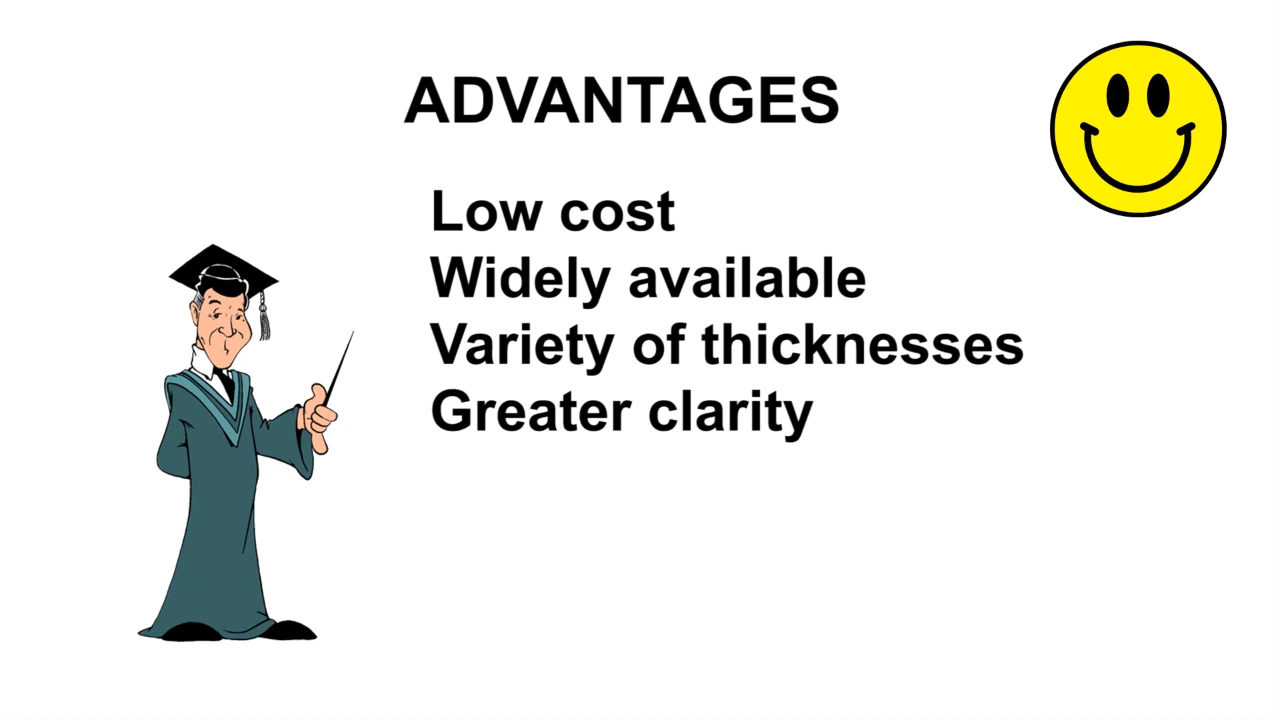 ADVANTAGES
Low cost
Widely available
Variety of thicknesses
Greater clarity